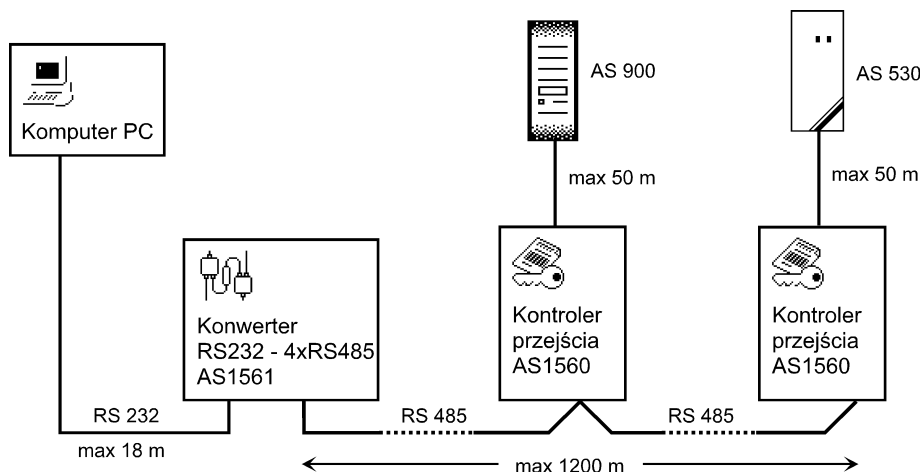 AS 900
AS 530
Komputer PC
max 50 m
max 50 m
Konwerter
RS232 - 4xRS485
AS1561
Kontroler
przejścia
AS1560
Kontroler
przejścia
AS1560
RS 232
RS 485
RS 485
max 18 m
max 1200 m